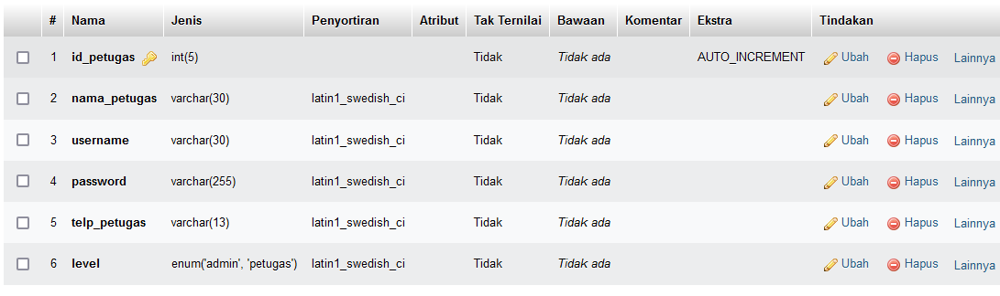 # Nama Jenis Penyortiran Atribut Tak Ternilai Bawaan Komentar Ekstra Tindakan
1 id_petugas int(5) Tidak Tidak ada AUTO_INCREMENT Ubah Hapus Lainnya
2 nama_petugas varchar(30) latin1_swedish_ci Tidak Tidak ada Ubah Hapus Lainnya
3 username varchar(30) latin1_swedish_ci Tidak Tidak ada Ubah Hapus Lainnya
4 password varchar(255) latin1_swedish_ci Tidak Tidak ada Ubah Hapus Lainnya
5 telp_petugas varchar(13) latin1_swedish_ci Tidak Tidak ada Ubah Hapus Lainnya
6 level enum('admin', 'petugas') latin1_swedish_ci Tidak Tidak ada Ubah Hapus Lainnya